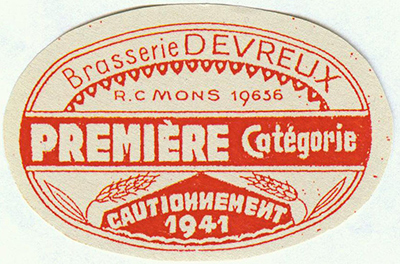 Brasserie DEVREUX
R.C MONS 19656
PREMIÈRE Catégorie
CAUTIONNEMENT
1941